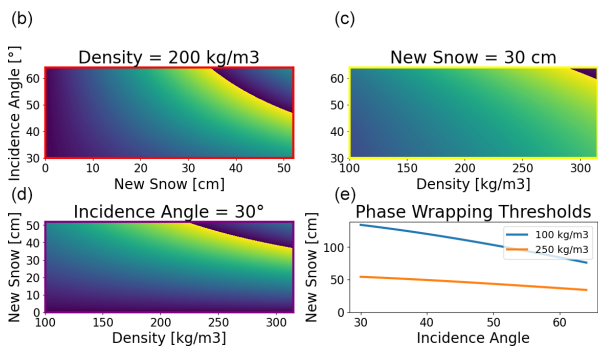 (b)
(c)
Density = 200 kg/m3
New Snow = 30 cm
Incidence Angle [°]
60
50
40
30
0 10 20 30 40 50
New Snow [cm]
60
50
40
30
100 150 200 250 300
Density [kg/m3]
(d)
(e)
Incidence Angle = 30°
Phase Wrapping Thresholds
New Snow [cm]
50
40
30
20
10
0
100 150 200 250 300
Density [kg/m3]
New Snow [cm]
100
50
0
100 kg/m3
250 kg/m3
30 40 50 60
Incidence Angle